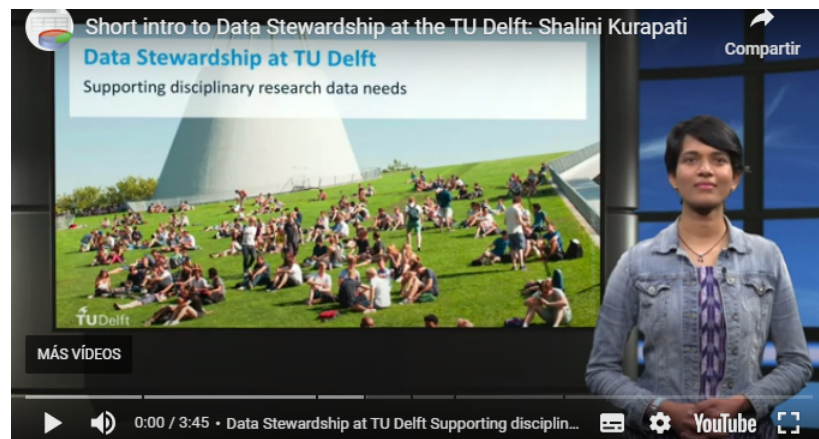 Short intro to Data Stewardship at the TU Delft: Shalini Kurapati
Compartir
Data Stewardship at TU Delft
Supporting disciplinary research data needs
TUDelft
MÁS VÍDEOS
0:00 / 3:45 • Data Stewardship at TU Delft Supporting disciplin...
YouTube